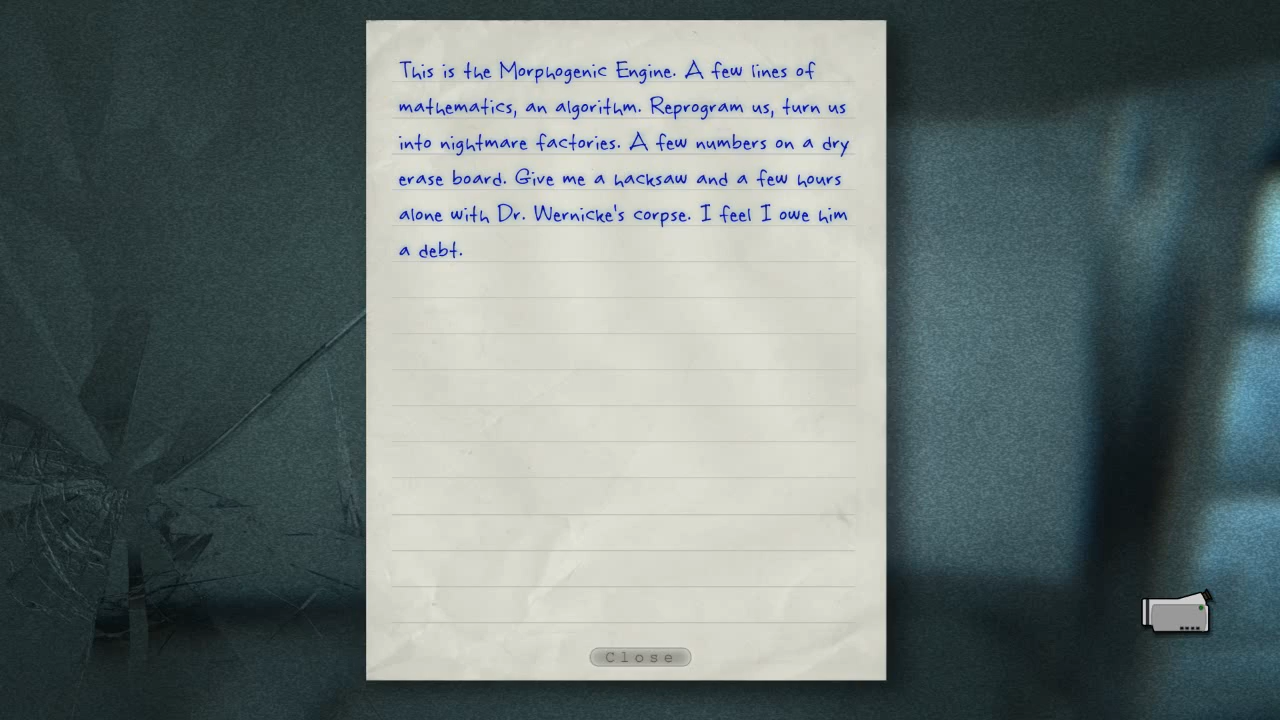 This is the Morphogenic Engine. A few lines of
mathematics, an algorithm. Reprogram us, turn us
into nightmare factories. A few numbers on a dry
erase board. Give me a hacksaw and a few hours
alone with Dr. Wernicke's corpse. I feel I owe him
a debt.
Close